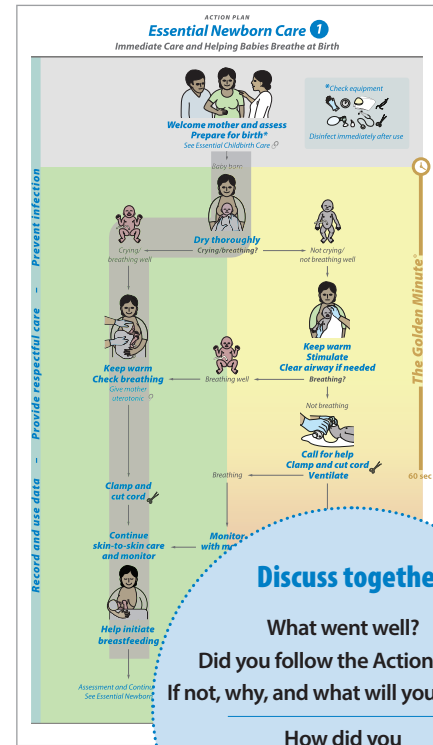 ACTION PLAN
Essential Newborn Care 1
Immediate Care and Helping Babies Breathe at Birth
*Check equipment
Disinfect immediately after use
Welcome mother and assess
Prepare for birth*
See Essential Childbirth Care
Baby born
Dry thoroughly
Crying/breathing?
Crying/
breathing well
Not crying/
not breathing well
The Golden Minute®
60 sec
Keep warm
Stimulate
Clear airway if needed
Breathing?
Breathing well
Keep warm
Check breathing
Give mother
uterotonic
Not breathing
Call for help
Clamp and cut cord
Ventilate
Breathing
Clamp and
cut cord
Continue
skin-to-skin care
and monitor
Monitor
with m
Help initiate
breastfeeding
Assessment and Continu
See Essential Newborn
Record and use data – Provide respectful care – Prevent infection
Discuss togethe
What went well?
Did you follow the Action
If not, why, and what will you
How did you